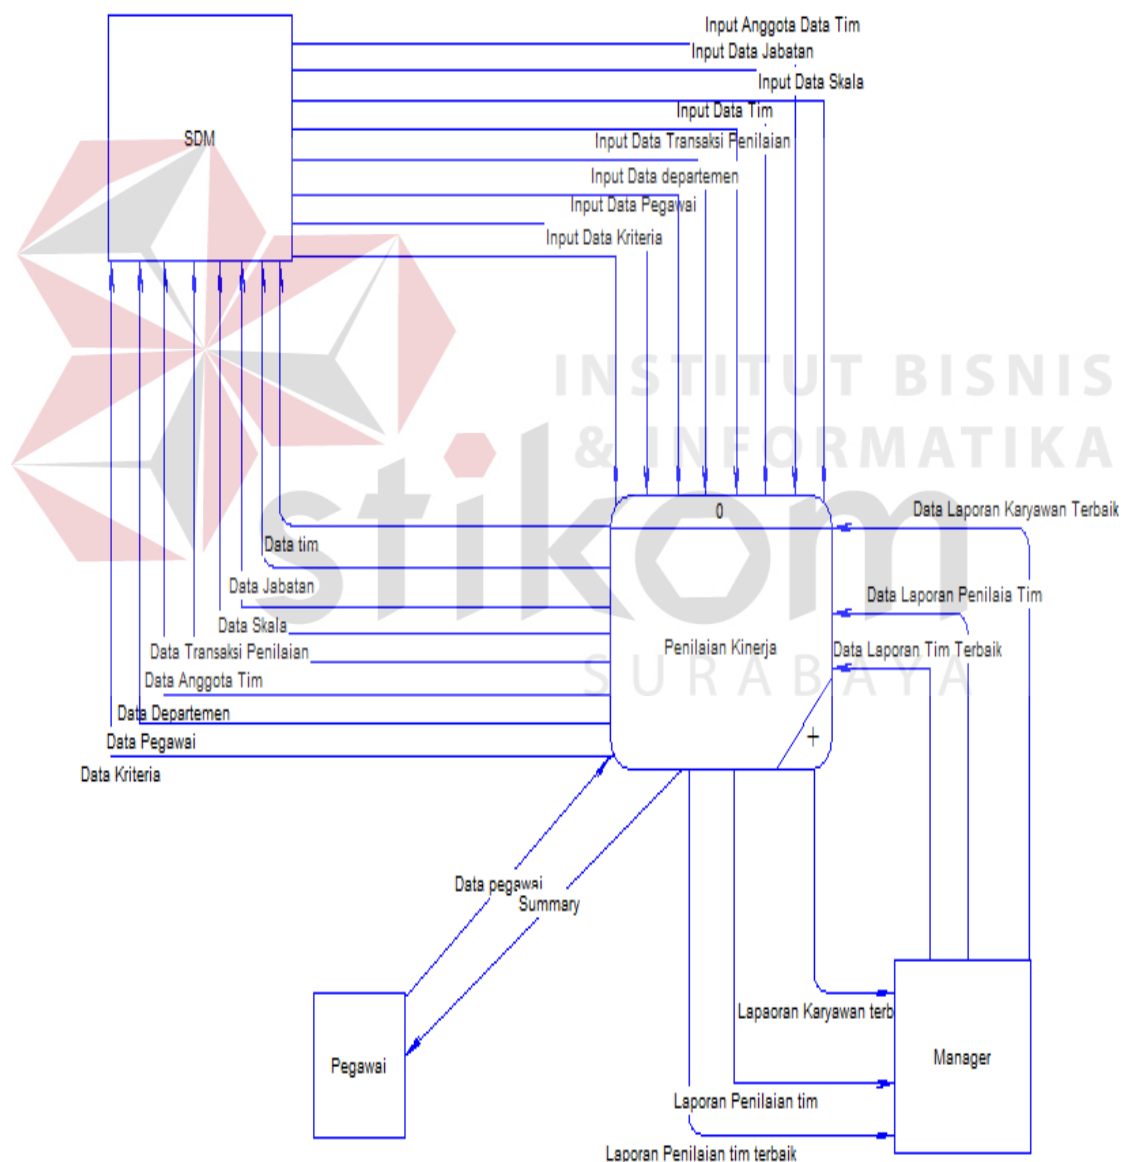 Input Anggota Data Tim
Input Data Jabatan
Input Data Skala
Input Data Tim
SDM
Input Data Transaksi Penilaian
Input Data departemen
Input Data Pegawai
Input Data Kriteria
INSTITUT BISNIS
& INFORMATIKA
stikom
SURABAYA
0
Data Laporan Karyawan Terbaik
Data tim
Data Jabatan
Data Laporan Penilaia Tim
Data Skala
Penilaian Kinerja
Data Laporan Tim Terbaik
Data Transaksi Penilaian
Data Anggota Tim
Data Departemen
+
Data Pegawai
Data Kriteria
Data pegawai
Summary
Lapaoran Karyawan terb
Pegawai
Manager
Laporan Penilaian tim
Laporan Penilaian tim terbaik